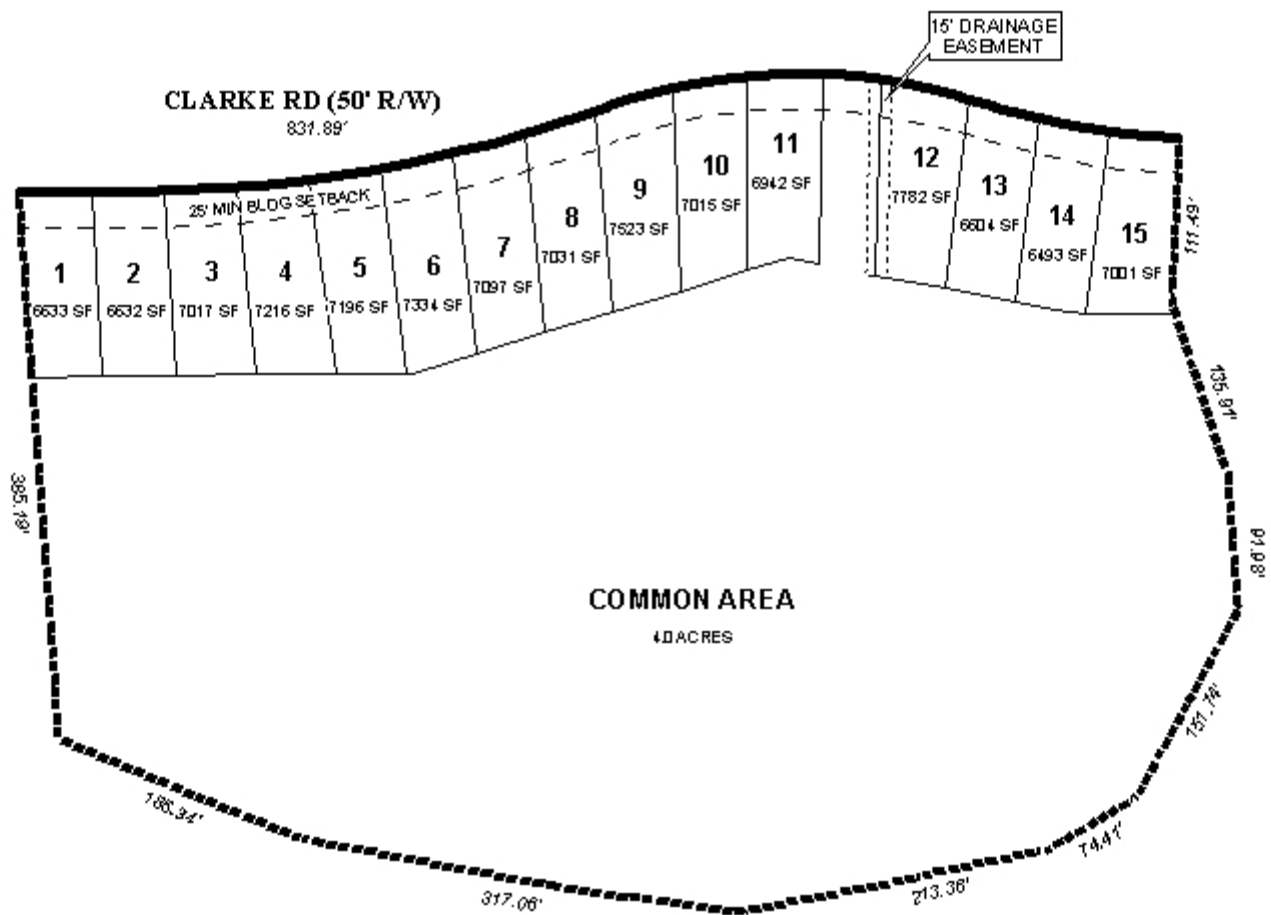 15' DRAINAGE
EASEMENT
CLARKE RD (50' R/W)
831.89'
25' MIN BLDG SETBACK
1
6633 SF
2
6632 SF
3
7017 SF
4
7216 SF
5
7196 SF
6
7334 SF
7
7097 SF
8
7031 SF
9
7523 SF
10
7015 SF
11
6942 SF
12
7782 SF
13
6604 SF
14
6493 SF
15
7001 SF
111.49'
135.91'
91.98'
151.74'
74.41'
213.36'
317.06'
385.19'
COMMON AREA
4.0 ACRES